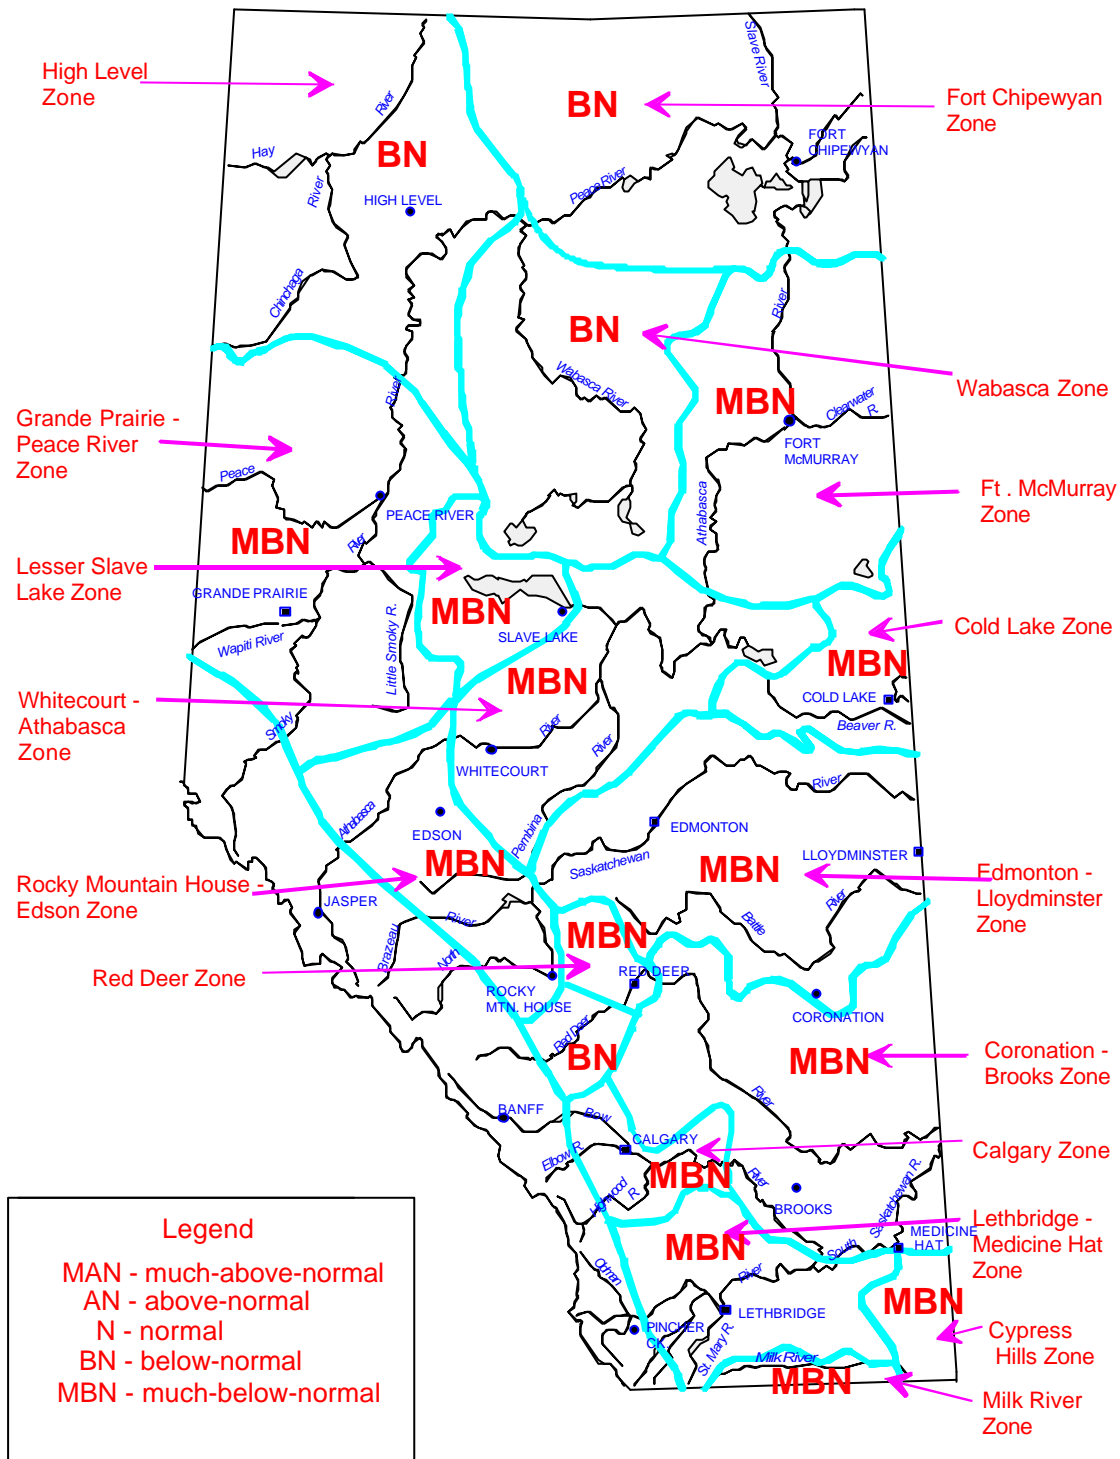 High Level
Zone
BN
Slave River
Fort Chipewyan
Zone
River
FORT
CHIPEWYAN
BN
Hay
River
HIGH LEVEL
Peace River
Chinchaga
River
BN
Wabasca River
River
Wabasca Zone
MBN
Clearwater
R.
Grande Prairie -
Peace River
Zone
FORT
McMURRAY
Peace
PEACE RIVER
Athabasca
Ft . McMurray
Zone
MBN
River
Lesser Slave
Lake Zone
GRANDE PRAIRIE
MBN
SLAVE LAKE
Little Smoky R.
Wapiti River
Cold Lake Zone
MBN
COLD LAKE
Beaver R.
Whitecourt -
Athabasca
Zone
MBN
Smoky
River
River
WHITECOURT
River
Athabasca
EDSON
Pembina
EDMONTON
Saskatchewan
MBN
MBN
LLOYDMINSTER
Rocky Mountain House -
Edson Zone
Edmonton -
Lloydminster
Zone
JASPER
River
Brazeau
North
MBN
Battle
River
Red Deer Zone
RED DEER
ROCKY
MTN. HOUSE
CORONATION
Red Deer
BN
MBN
Coronation -
Brooks Zone
River
BANFF
Bow
CALGARY
Calgary Zone
Elbow R.
MBN
River
Highwood
R.
BROOKS
Saskatchewan R.
Lethbridge -
Medicine Hat
Zone
MEDICINE
HAT
MBN
South
River
Oldman
LETHBRIDGE
MBN
PINCHER
CK.
St. Mary R.
Milk River
Cypress
Hills Zone
MBN
Milk River
Zone
Legend
MAN - much-above-normal
AN - above-normal
N - normal
BN - below-normal
MBN - much-below-normal